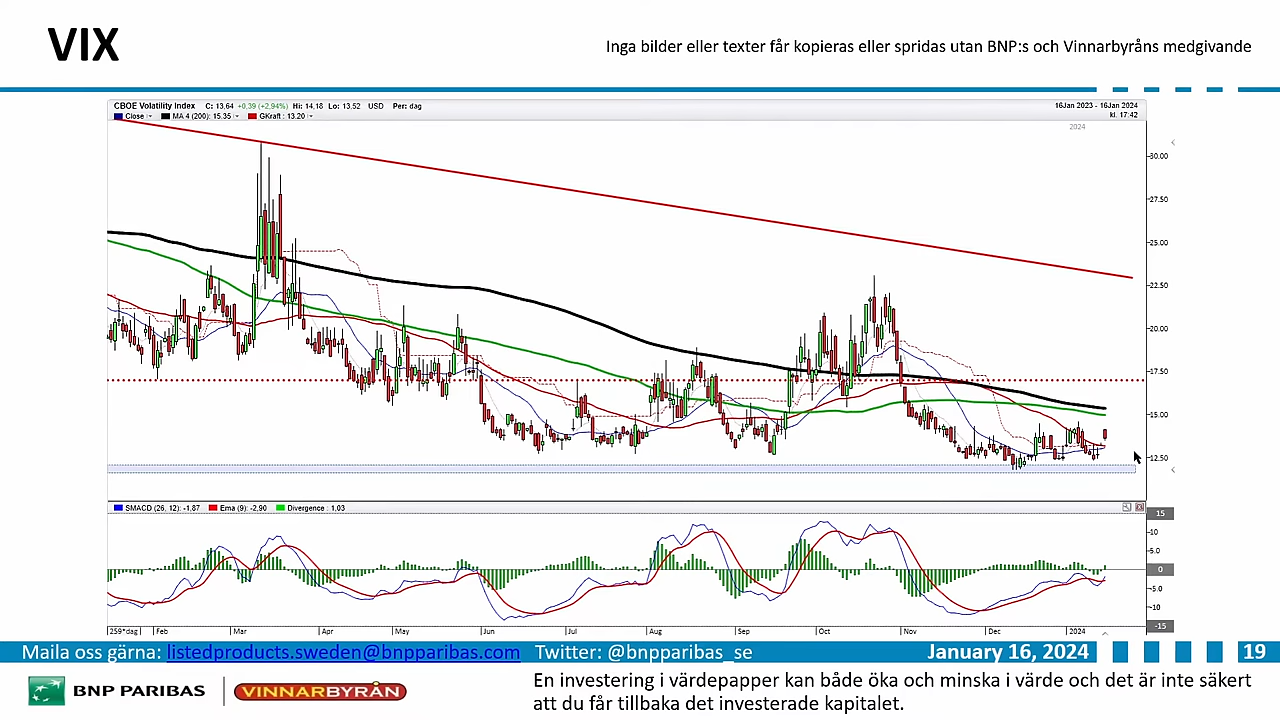 VIX
Inga bilder eller texter får kopieras eller spridas utan BNP:s och Vinnarbyråns medgivande
CBOE Volatility Index C: 13.64 +0,39 (+2,94%) Hi: 14.18 Lo: 13.52 USD Per: dag
16Jan 2023 - 16Jan 2024
Close MA 4 (200): 15.35 GKraft : 13.20
kl. 17:42
2024
30.00
27.50
25.00
22.50
20.00
17.50
15.00
12.50
SMACD (26, 12): -1,87 Ema (9): -2,90 Divergence : 1,03
15
10
5.0
0
-5.0
-10
-15
259*dag Feb Mar Apr May Jun Jul Aug Sep Oct Nov Dec 2024
Maila oss gärna: listedproducts.sweden@bnpparibas.com Twitter: @bnpparibas_se January 16, 2024 19
BNP PARIBAS VINNARBYRÅN
En investering i värdepapper kan både öka och minska i värde och det är inte säkert
att du får tillbaka det investerade kapitalet.